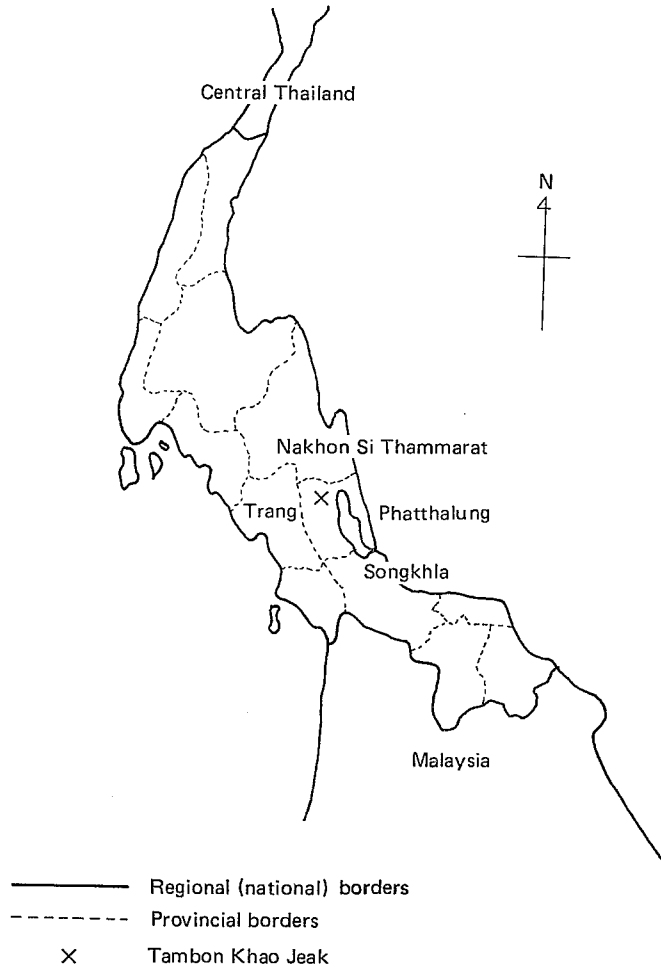 Central Thailand
N
Nakhon Si Thammarat
Trang
Phatthalung
Songkhla
Malaysia
Regional (national) borders
Provincial borders
Tambon Khao Jeak